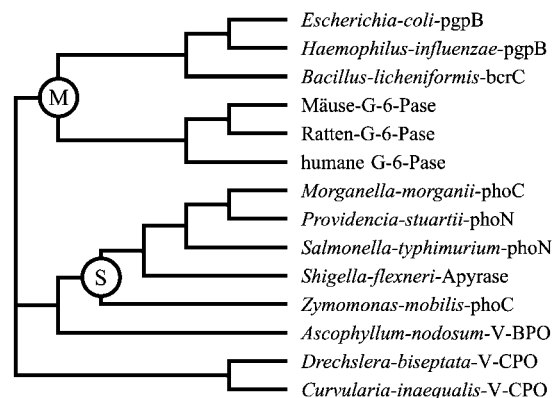 Escherichia-coli-pgpB
Haemophilus-influenzae-pgpB
Bacillus-licheniformis-bcrC
M
Mäuse-G-6-Pase
Ratten-G-6-Pase
humane G-6-Pase
Morganella-morganii-phoC
Providencia-stuartii-phoN
Salmonella-typhimurium-phoN
S
Shigella-flexneri-Apyrase
Zymomonas-mobilis-phoC
Ascophyllum-nodosum-V-BPO
Drechslera-biseptata-V-CPO
Curvularia-inaequalis-V-CPO